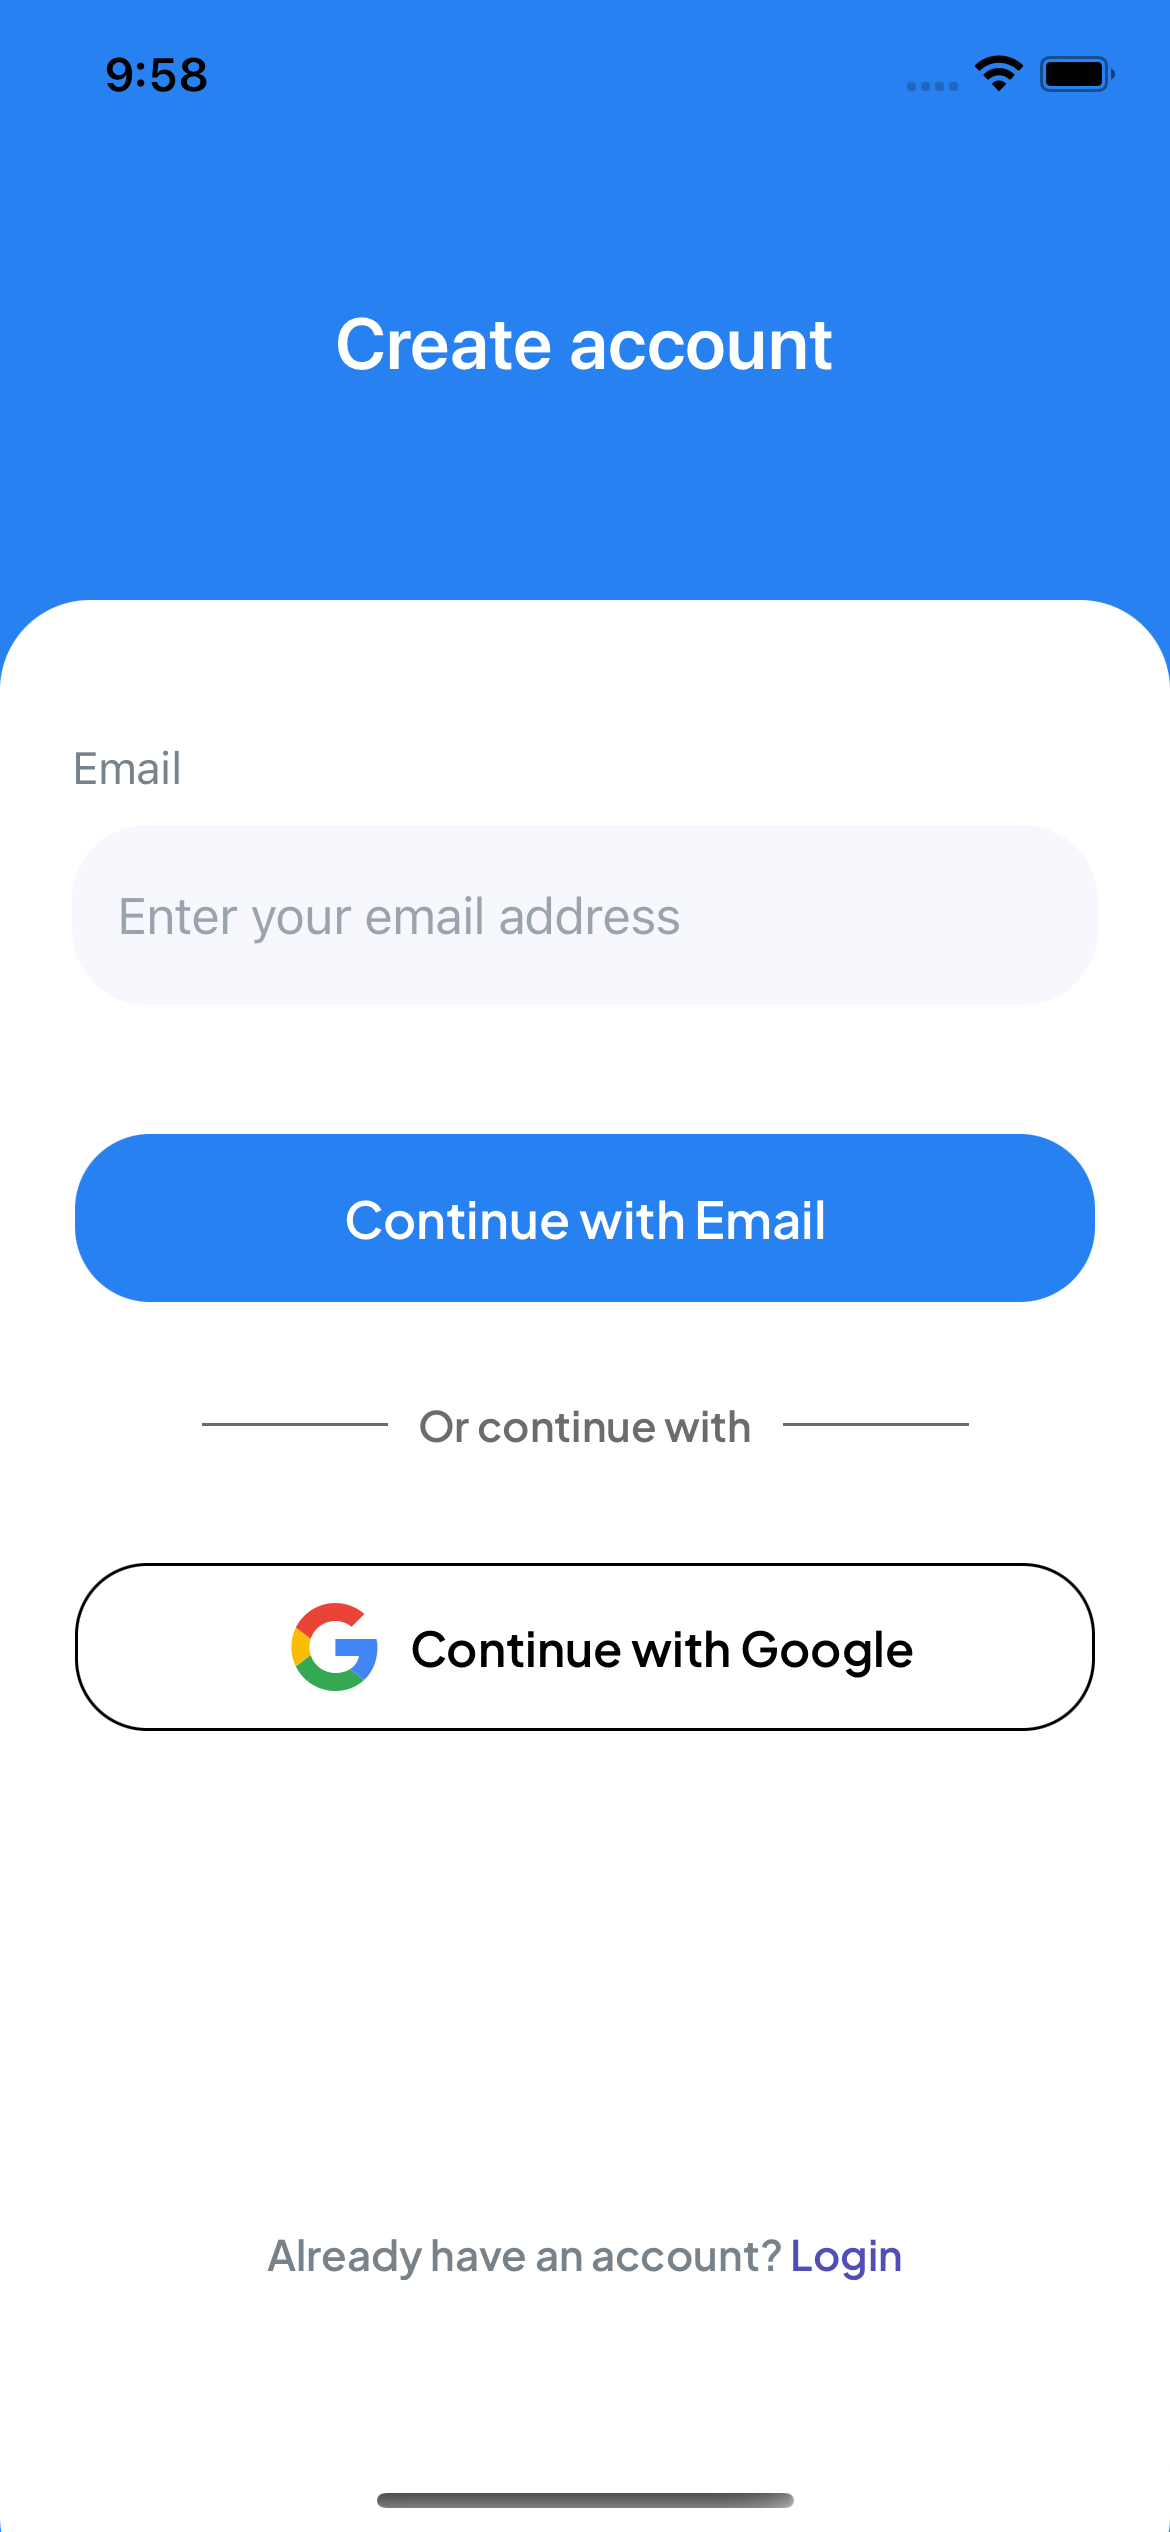 9:58
Create account
Email
Enter your email address
Continue with Email
Or continue with
Continue with Google
Already have an account? Login